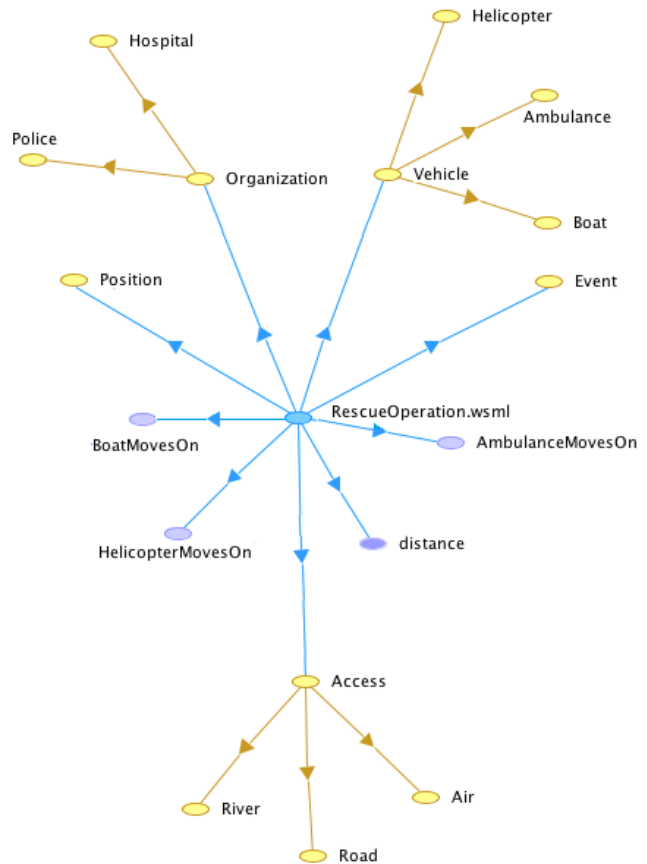 Helicopter
Hospital
Ambulance
Police
Organization
Vehicle
Boat
Position
Event
RescueOperation.wsml
BoatMovesOn
AmbulanceMovesOn
HelicopterMovesOn
distance
Access
River
Air
Road